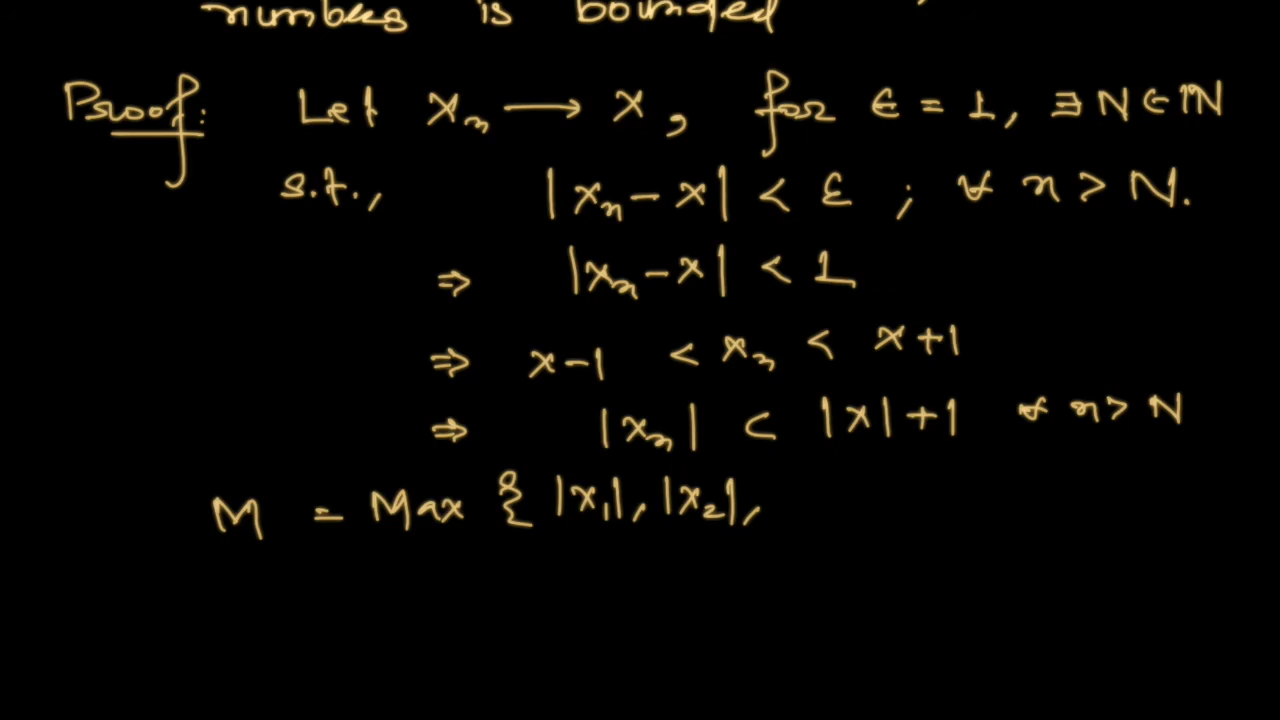 numbers is bounded
Proof: Let xₙ ⟶ x, for ϵ = 1, ∃ N ∈ ℕ
s.t., |xₙ - x| < ε ; ∀ n > N.
⇒ |xₙ - x| < 1
⇒ x - 1 < xₙ < x + 1
⇒ |xₙ| < |x| + 1 ∀ n > N
M = Max { |x₁|, |x₂|,